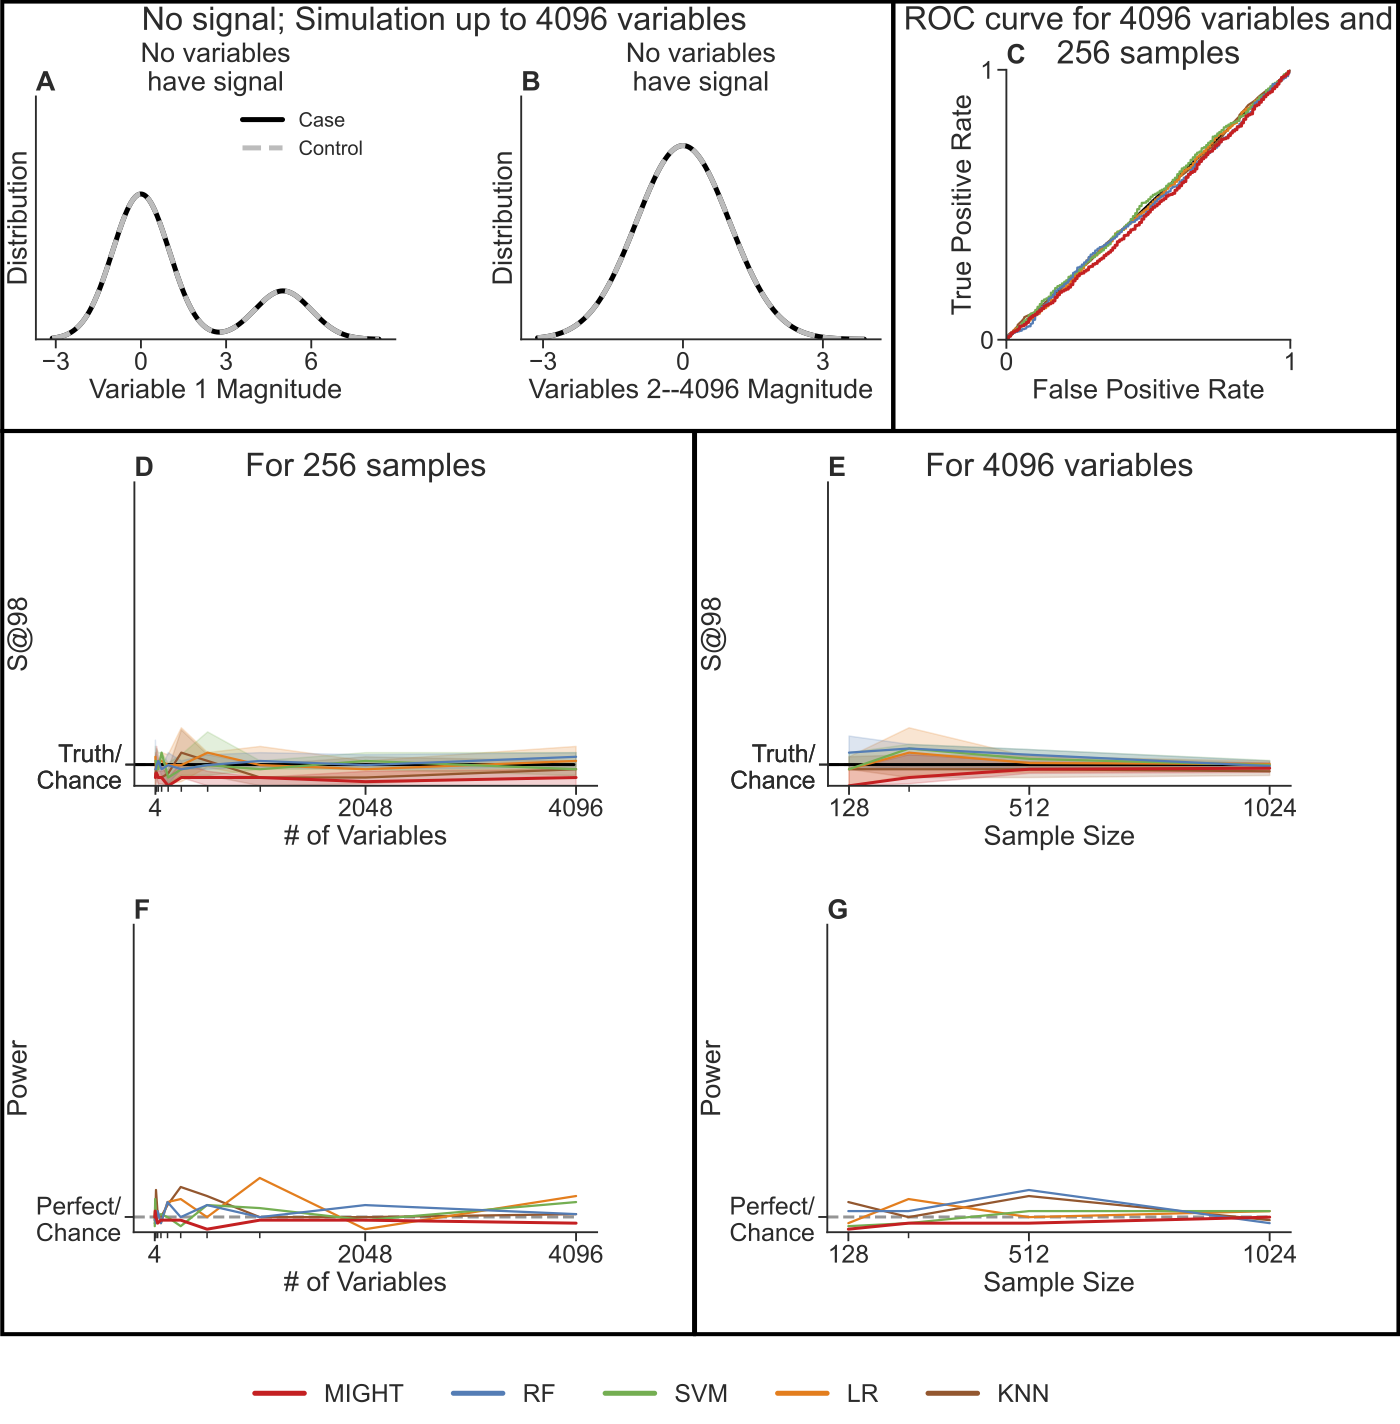 No signal; Simulation up to 4096 variables
A
No variables
have signal
Case
Control
Distribution
−3
0
3
6
Variable 1 Magnitude
B
No variables
have signal
Distribution
−3
0
3
Variables 2--4096 Magnitude
ROC curve for 4096 variables and
256 samples
C
True Positive Rate
1
0
0
1
False Positive Rate
D
For 256 samples
S@98
Truth/
Chance
4
2048
4096
# of Variables
E
For 4096 variables
S@98
Truth/
Chance
128
512
1024
Sample Size
F
Power
Perfect/
Chance
4
2048
4096
# of Variables
G
Power
Perfect/
Chance
128
512
1024
Sample Size
MIGHT
RF
SVM
LR
KNN